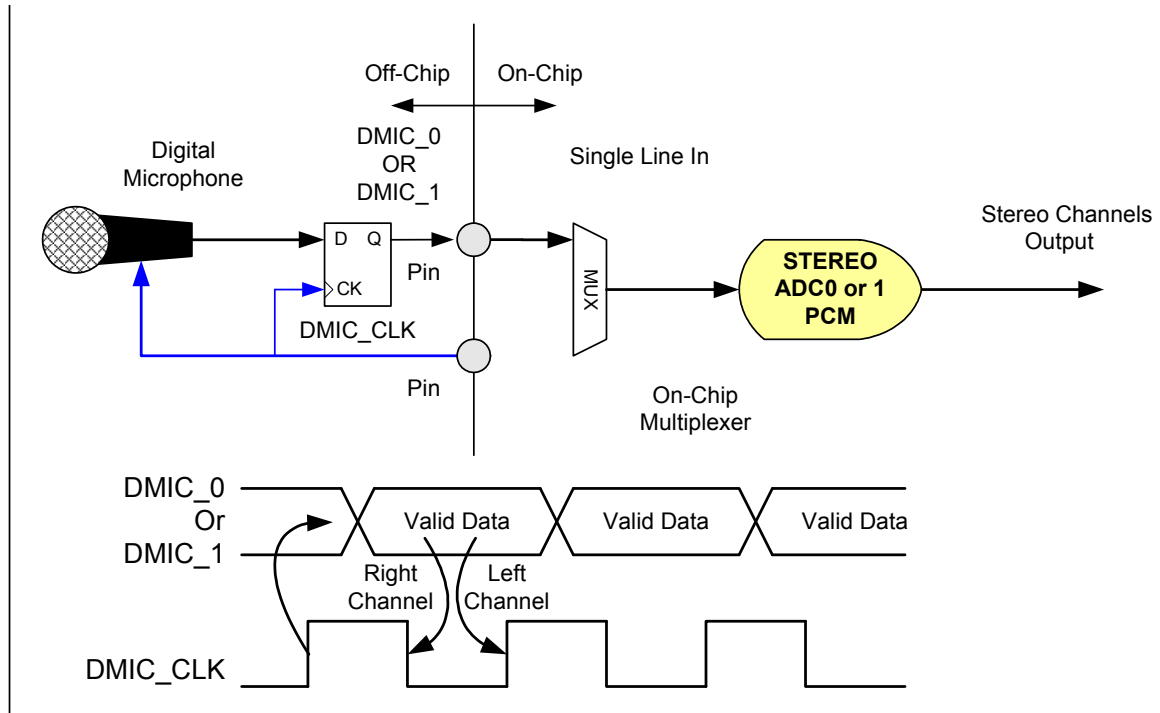 Off-Chip
On-Chip
DMIC_0
OR
DMIC_1
Single Line In
Digital
Microphone
Stereo Channels
Output
D Q
CK
Pin
MUX
STEREO
ADC0 or 1
PCM
DMIC_CLK
Pin
On-Chip
Multiplexer
DMIC_0
Or
DMIC_1
Valid Data
Valid Data
Valid Data
Right
Channel
Left
Channel
DMIC_CLK